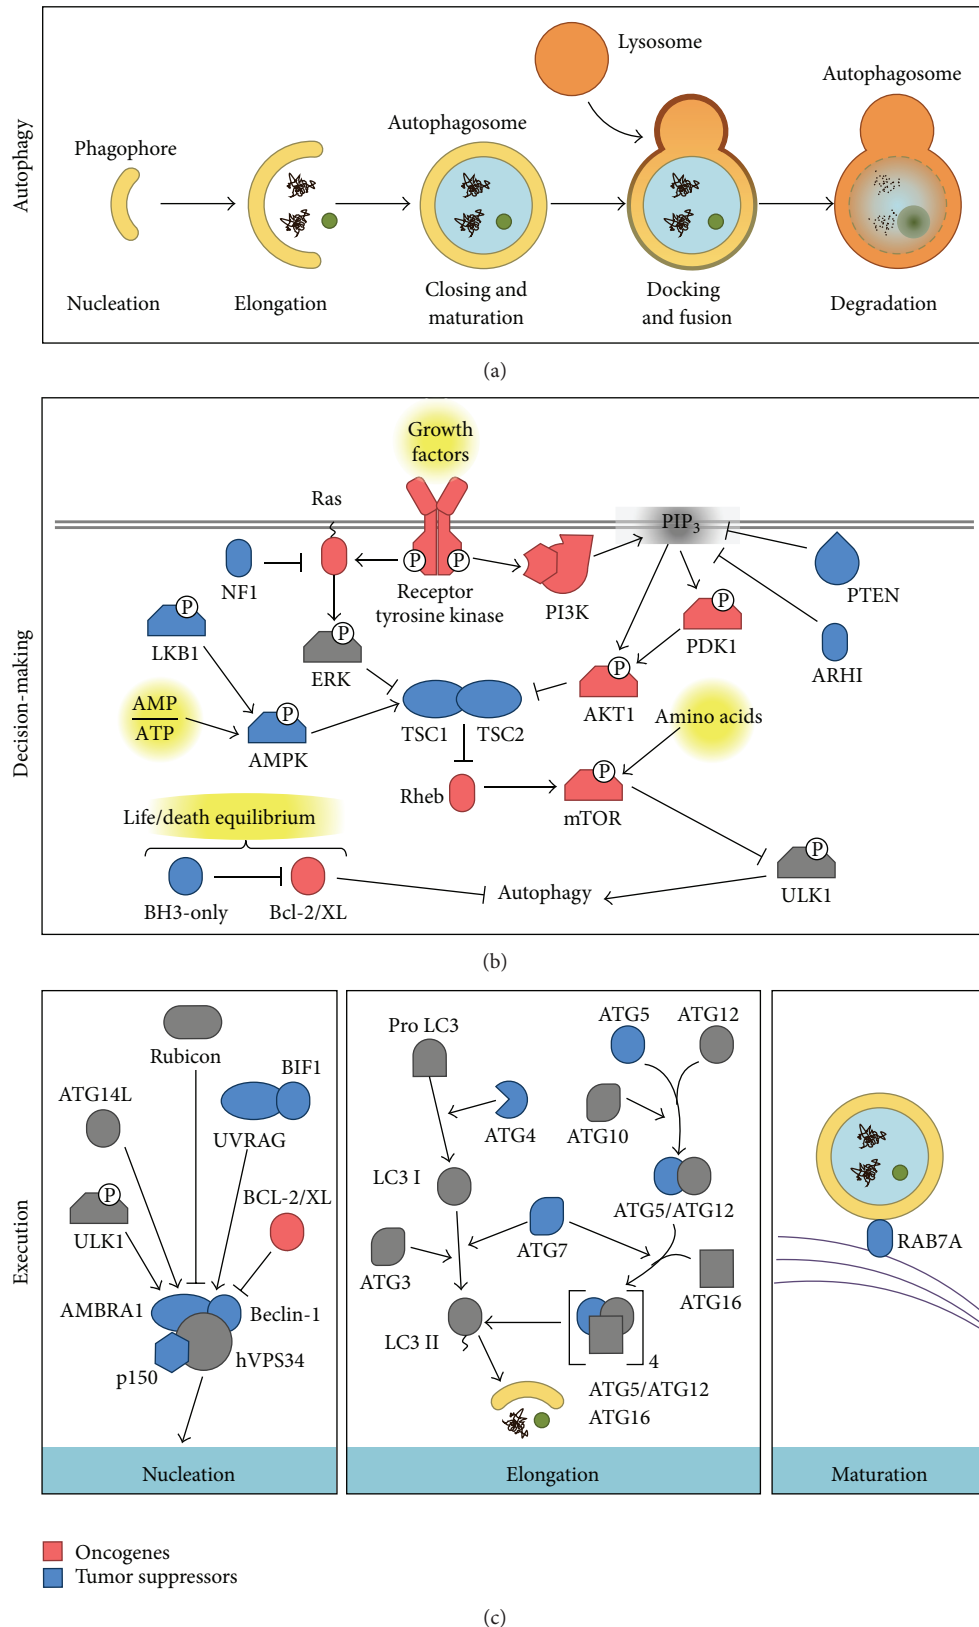 Autophagy
Lysosome
Autophagosome
Autophagosome
Phagophore
Nucleation
Elongation
Closing and
maturation
Docking
and fusion
Degradation
(a)
Decision-making
Growth
factors
Ras
PIP3
NF1
P
P
Receptor
tyrosine kinase
PI3K
PTEN
P
LKB1
P
ERK
P
PDK1
ARHI
P
AKT1
AMP
ATP
P
AMPK
TSC1
TSC2
Amino acids
Rheb
P
mTOR
Life/death equilibrium
BH3-only
Bcl-2/XL
Autophagy
P
ULK1
(b)
Execution
Rubicon
BIF1
ATG14L
UVRAG
P
ULK1
BCL-2/XL
AMBRA1
Beclin-1
p150
hVPS34
Nucleation
Pro LC3
ATG5
ATG12
ATG4
ATG10
LC3 I
ATG5/ATG12
ATG7
ATG3
ATG16
LC3 II
4
ATG5/ATG12
ATG16
Elongation
RAB7A
Maturation
Oncogenes
Tumor suppressors
(c)